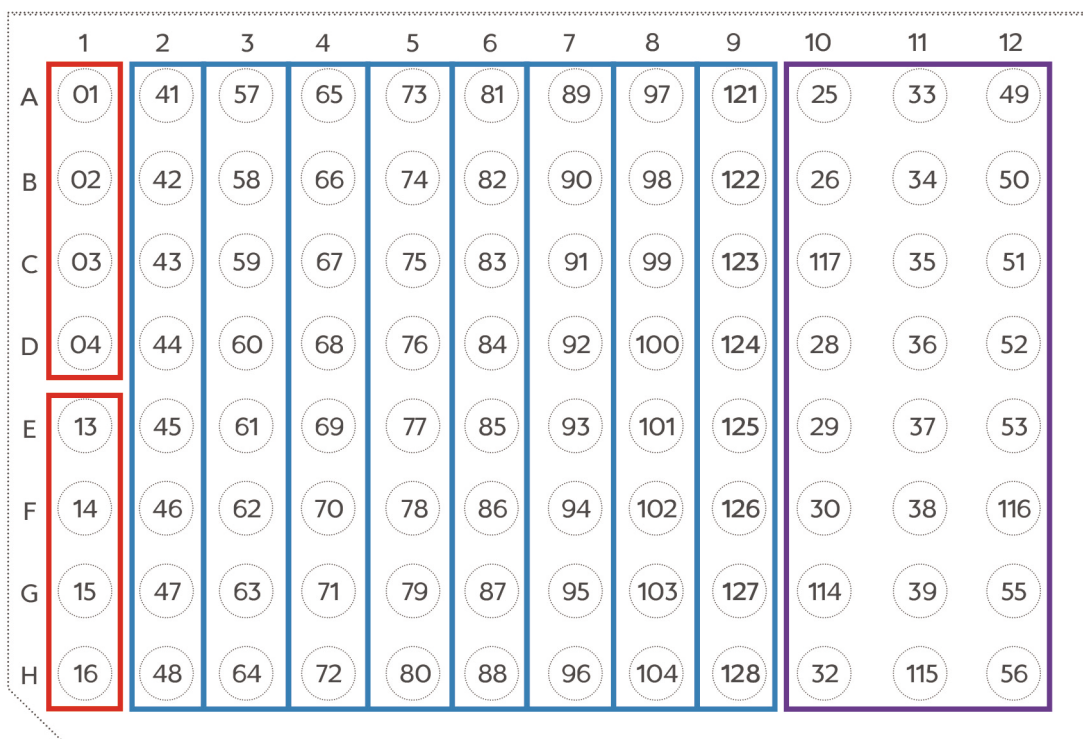 1 2 3 4 5 6 7 8 9 10 11 12
A 01 41 57 65 73 81 89 97 121 25 33 49
B 02 42 58 66 74 82 90 98 122 26 34 50
C 03 43 59 67 75 83 91 99 123 117 35 51
D 04 44 60 68 76 84 92 100 124 28 36 52
E 13 45 61 69 77 85 93 101 125 29 37 53
F 14 46 62 70 78 86 94 102 126 30 38 116
G 15 47 63 71 79 87 95 103 127 114 39 55
H 16 48 64 72 80 88 96 104 128 32 115 56